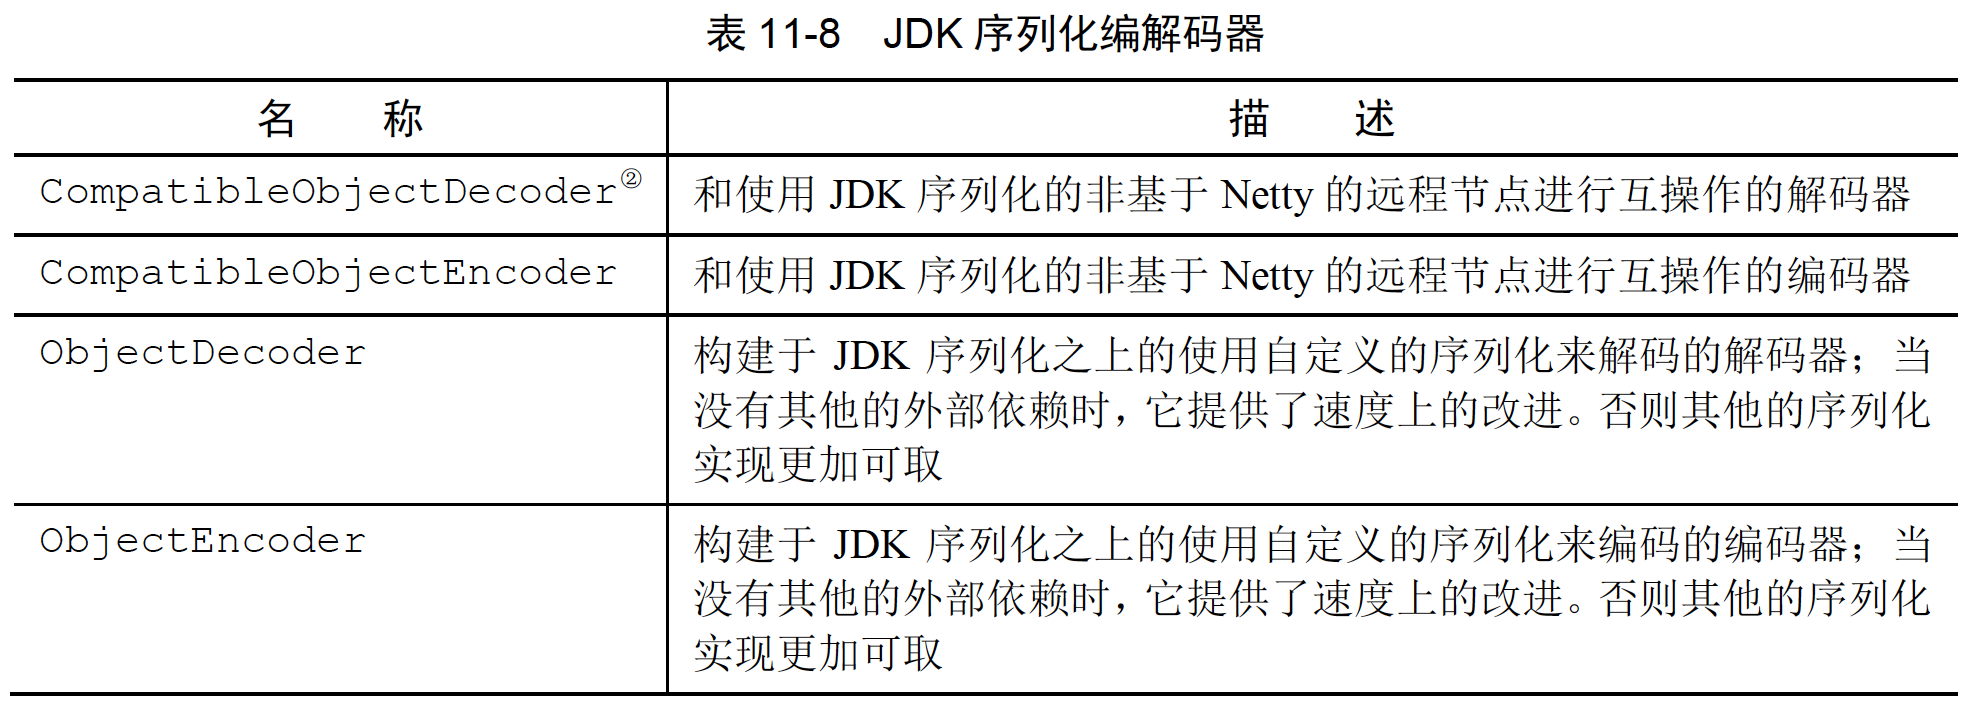 表 11-8 JDK 序列化编解码器
名 称 描 述
CompatibleObjectDecoder② 和使用 JDK 序列化的非基于 Netty 的远程节点进行互操作的解码器
CompatibleObjectEncoder 和使用 JDK 序列化的非基于 Netty 的远程节点进行互操作的编码器
ObjectDecoder 构建于 JDK 序列化之上的使用自定义的序列化来解码的解码器；当
没有其他的外部依赖时，它提供了速度上的改进。否则其他的序列化
实现更加可取
ObjectEncoder 构建于 JDK 序列化之上的使用自定义的序列化来编码的编码器；当
没有其他的外部依赖时，它提供了速度上的改进。否则其他的序列化
实现更加可取